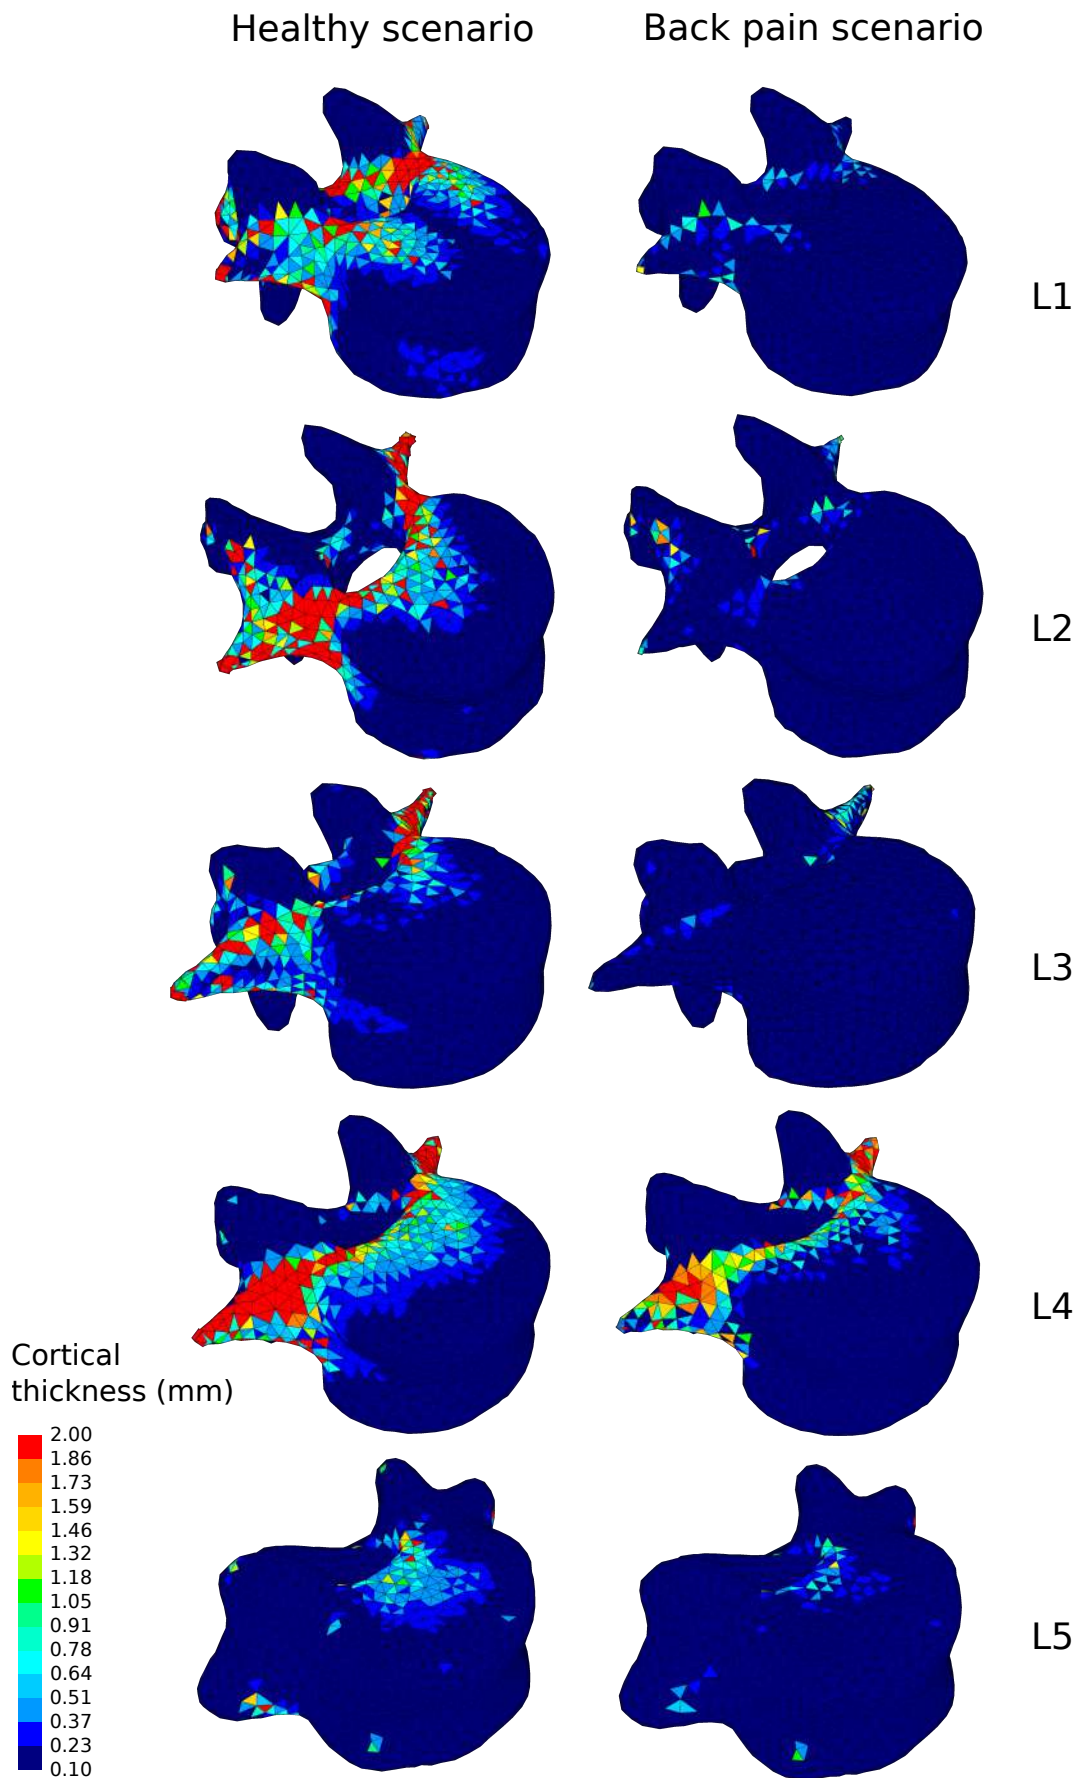 Healthy scenario
Back pain scenario
L1
L2
L3
L4
Cortical
thickness (mm)
2.00
1.86
1.73
1.59
1.46
1.32
1.18
1.05
0.91
0.78
0.64
0.51
0.37
0.23
0.10
L5